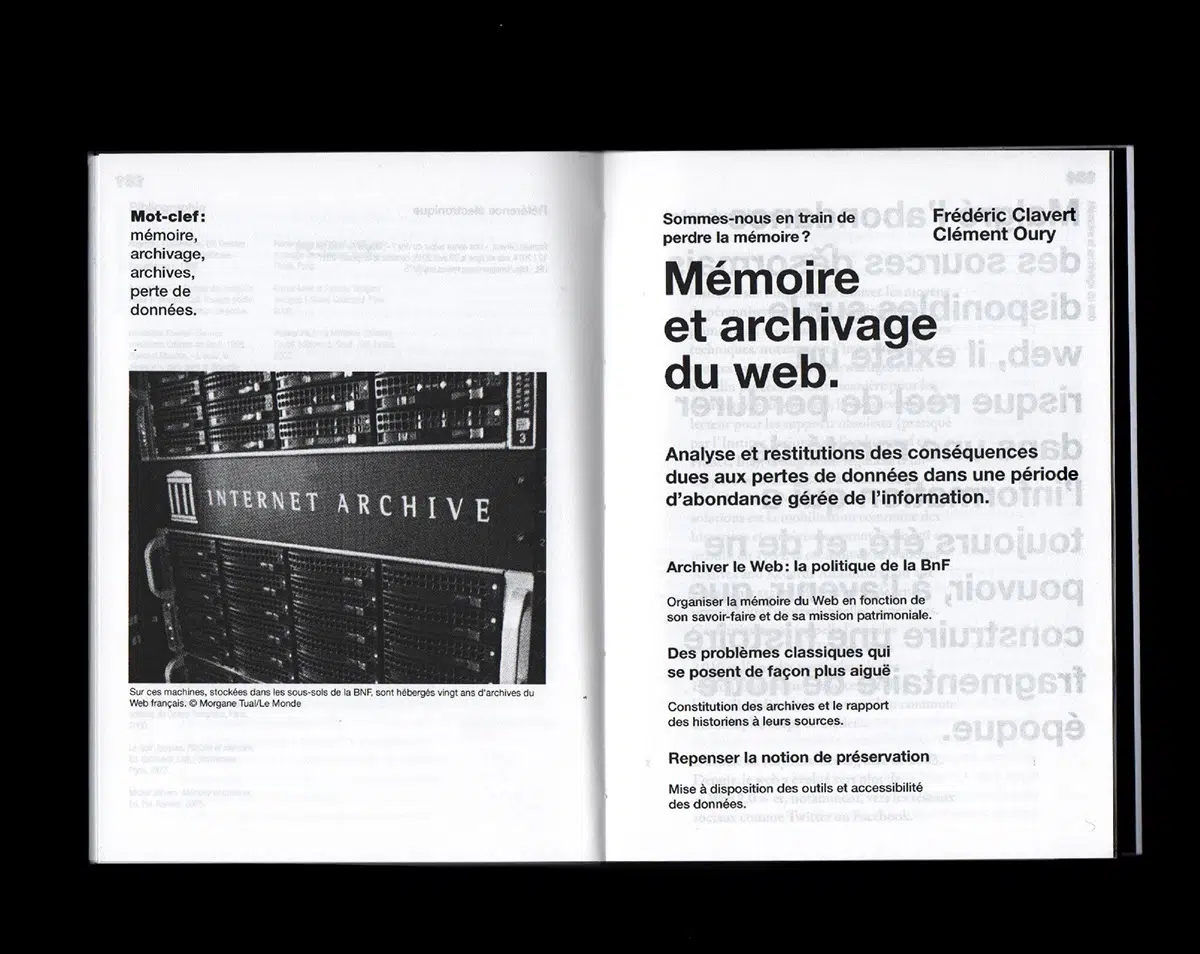 Mot-clef:
mémoire,
archivage,
archives,
perte de
données.
INTERNET ARCHIVE
3
Sur ces machines, stockées dans les sous-sols de la BNF, sont hébergés vingt ans d'archives du
Web français. © Morgane Tual/Le Monde
Sommes-nous en train de
perdre la mémoire ?
Frédéric Clavert
Clément Oury
Mémoire
et archivage
du web.
Analyse et restitutions des conséquences
dues aux pertes de données dans une période
d'abondance gérée de l'information.
Archiver le Web : la politique de la BnF
Organiser la mémoire du Web en fonction de
son savoir-faire et de sa mission patrimoniale.
Des problèmes classiques qui
se posent de façon plus aiguë
Constitution des archives et le rapport
des historiens à leurs sources.
Repenser la notion de préservation
Mise à disposition des outils et accessibilité
des données.